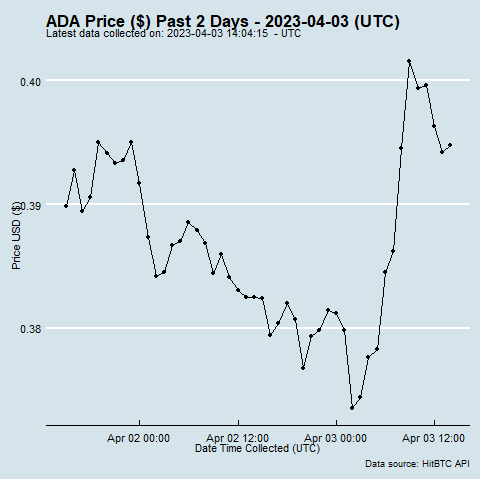 ADA Price ($) Past 2 Days - 2023-04-03 (UTC)
Latest data collected on: 2023-04-03 14:04:15 - UTC
0.40
0.39
0.38
Price USD ($)
Apr 02 00:00 Apr 02 12:00 Apr 03 00:00 Apr 03 12:00
Date Time Collected (UTC)
Data source: HitBTC API